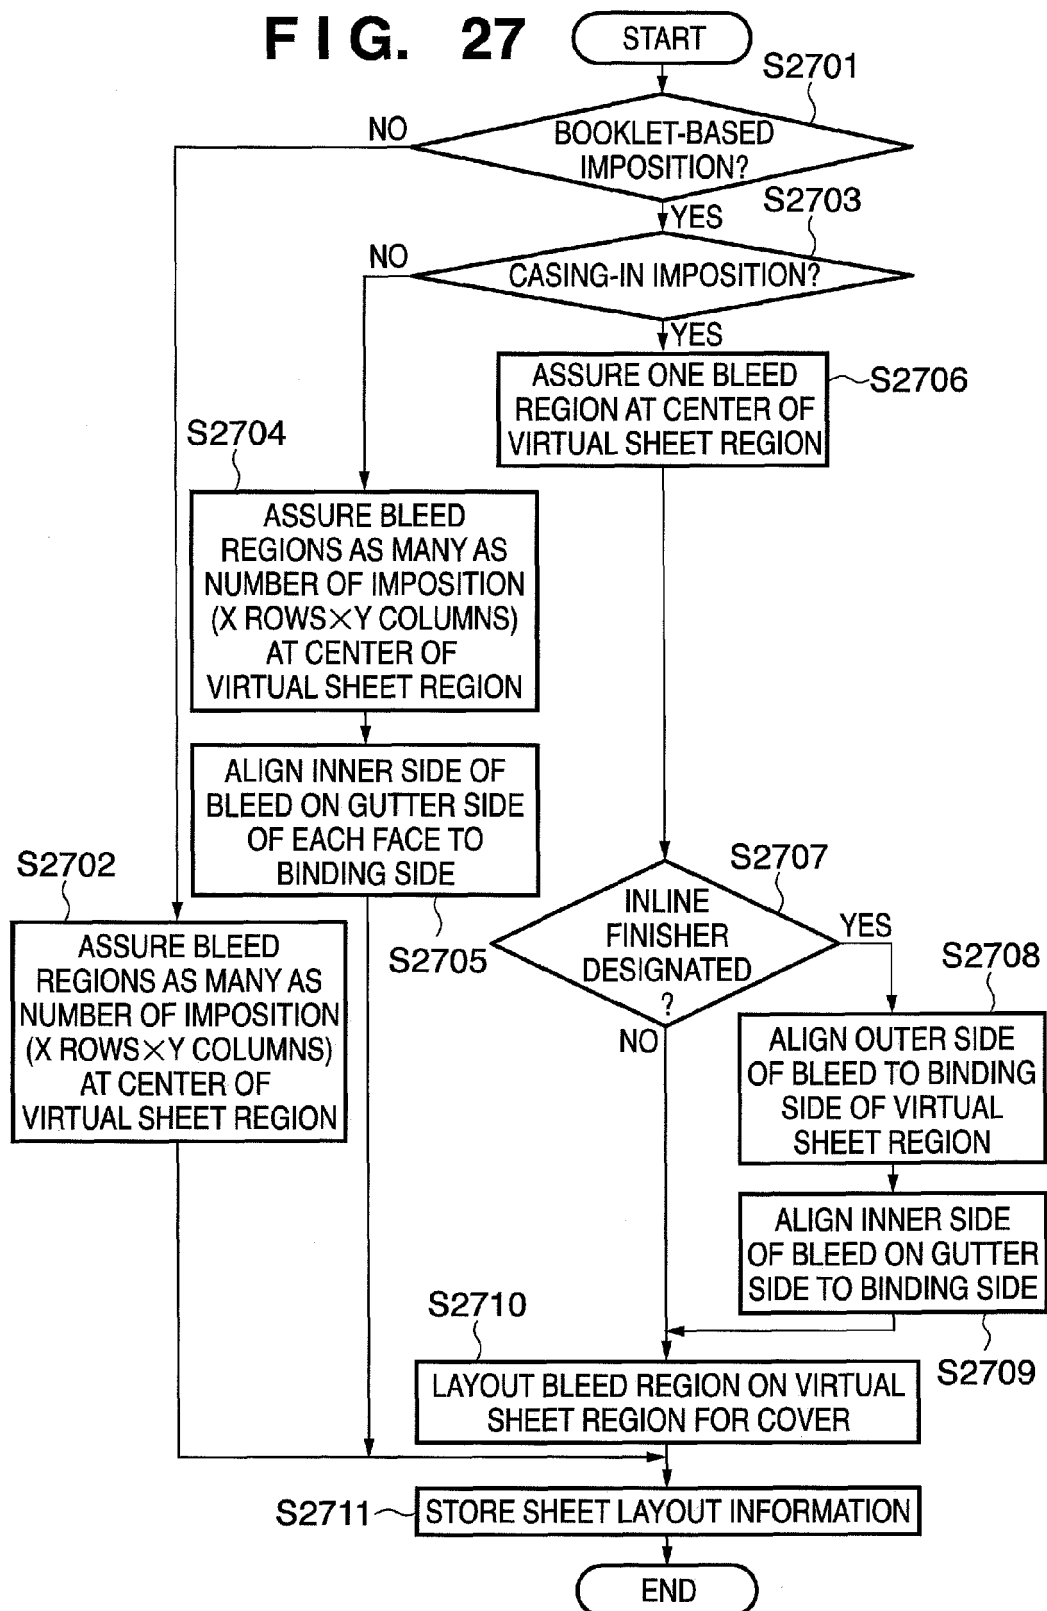 FIG. 27
START
S2701
BOOKLET-BASED
IMPOSITION?
NO
YES
S2703
CASING-IN IMPOSITION?
NO
YES
ASSURE ONE BLEED
REGION AT CENTER OF
VIRTUAL SHEET REGION
S2706
S2704
ASSURE BLEED
REGIONS AS MANY AS
NUMBER OF IMPOSITION
(X ROWS×Y COLUMNS)
AT CENTER OF
VIRTUAL SHEET REGION
ALIGN INNER SIDE OF
BLEED ON GUTTER SIDE
OF EACH FACE TO
BINDING SIDE
S2705
S2702
ASSURE BLEED
REGIONS AS MANY AS
NUMBER OF IMPOSITION
(X ROWS×Y COLUMNS)
AT CENTER OF
VIRTUAL SHEET REGION
S2707
INLINE
FINISHER
DESIGNATED
?
YES
NO
S2708
ALIGN OUTER SIDE
OF BLEED TO BINDING
SIDE OF VIRTUAL
SHEET REGION
ALIGN INNER SIDE
OF BLEED ON GUTTER
SIDE TO BINDING SIDE
S2709
S2710
LAYOUT BLEED REGION ON VIRTUAL
SHEET REGION FOR COVER
S2711
STORE SHEET LAYOUT INFORMATION
END